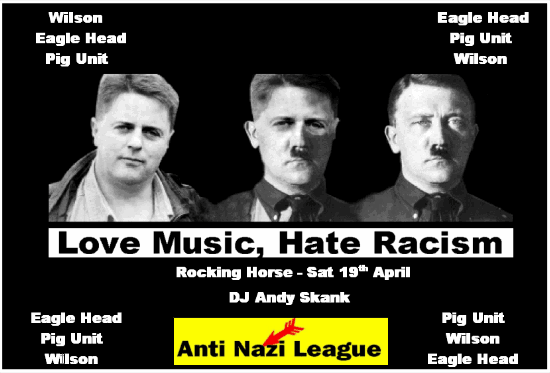 Wilson
Eagle Head
Pig Unit
Eagle Head
Pig Unit
Wilson
Love Music, Hate Racism
Rocking Horse - Sat 19th April
DJ Andy Skank
Eagle Head
Pig Unit
Wilson
Anti Nazi League
Pig Unit
Wilson
Eagle Head